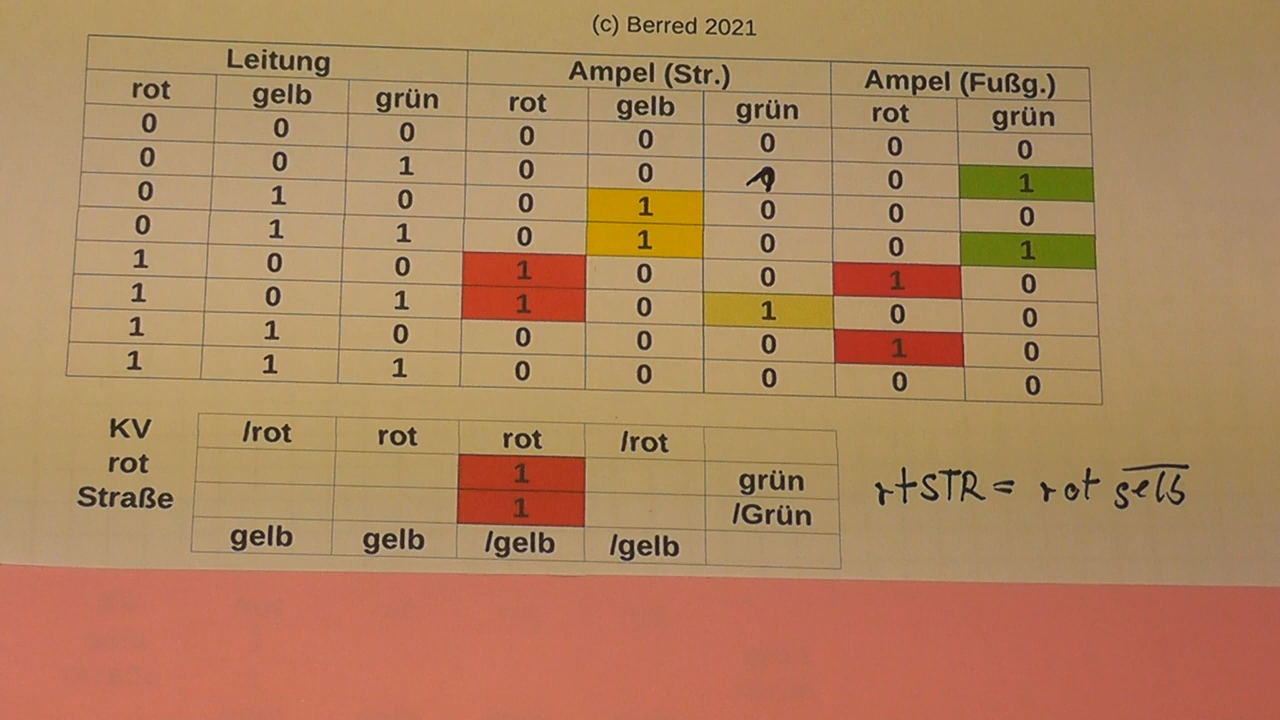 (c) Berred 2021
Leitung Ampel (Str.) Ampel (Fußg.)
rot gelb grün rot gelb grün rot grün
0 0 0 0 0 0 0 0
0 0 1 0 0 1 0 1
0 1 0 0 1 0 0 0
0 1 1 0 1 0 0 1
1 0 0 1 0 0 1 0
1 0 1 1 0 1 0 0
1 1 0 0 0 0 1 0
1 1 1 0 0 0 0 0
KV /rot rot rot /rot
rot 1 grün
Straße 1 /Grün
gelb gelb /gelb /gelb
rtSTR = rot gelb